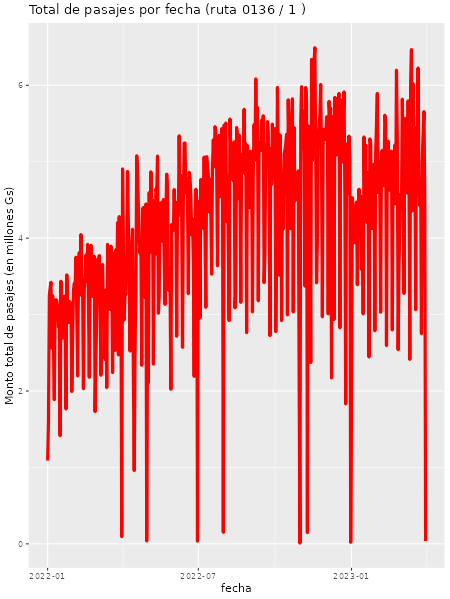 Total de pasajes por fecha (ruta 0136 / 1 )
Monto total de pasajes (en millones Gs)
6
4
2
0
2022-01
2022-07
2023-01
fecha